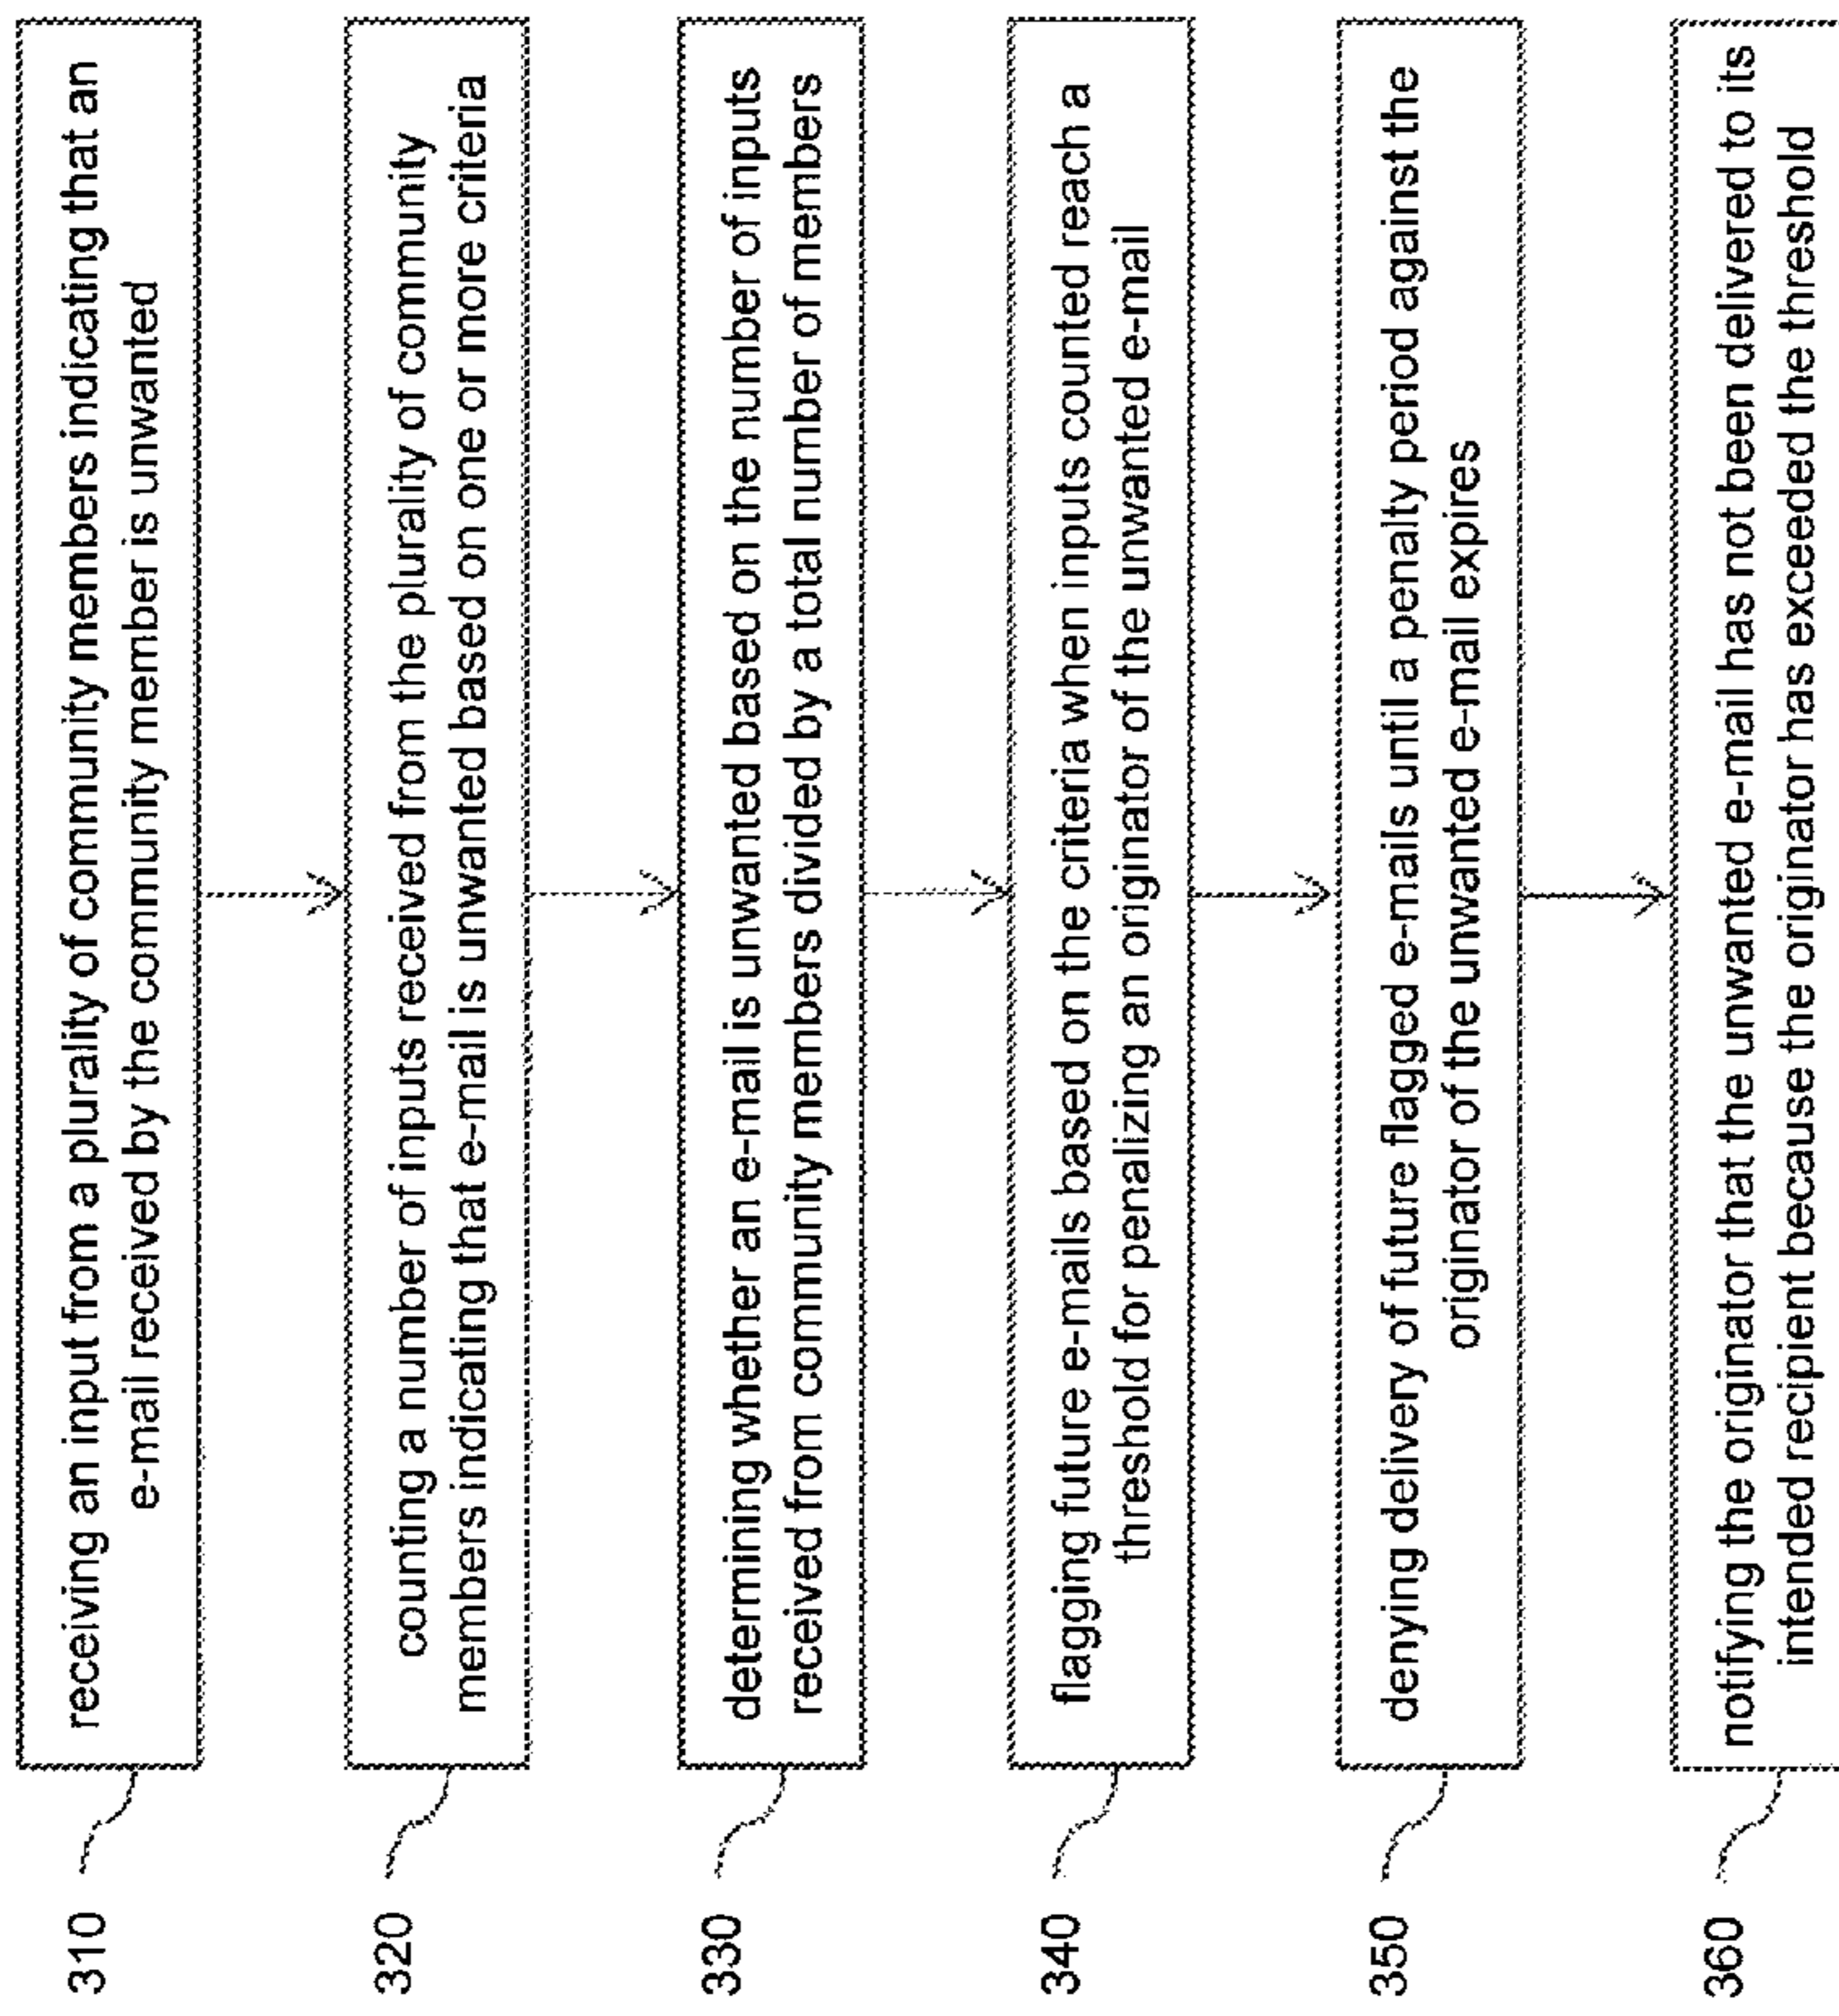 310
receiving an input from a plurality of community members indicating that an
e-mail received by the community member is unwanted
320
counting a number of inputs received from the plurality of community
members indicating that e-mail is unwanted based on one or more criteria
330
determining whether an e-mail is unwanted based on the number of inputs
received from community members divided by a total number of members
340
flagging future e-mails based on the criteria when inputs counted reach a
threshold for penalizing an originator of the unwanted e-mail
350
denying delivery of future flagged e-mails until a penalty period against the
originator of the unwanted e-mail expires
360
notifying the originator that the unwanted e-mail has not been delivered to its
intended recipient because the originator has exceeded the threshold